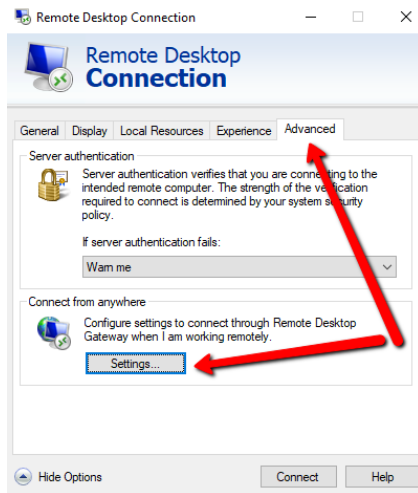 Remote Desktop Connection
Remote Desktop
Connection
General Display Local Resources Experience Advanced
Server authentication
Server authentication verifies that you are connecting to the
intended remote computer. The strength of the verification
required to connect is determined by your system security
policy.
If server authentication fails:
Warn me
Connect from anywhere
Configure settings to connect through Remote Desktop
Gateway when I am working remotely.
Settings...
Hide Options Connect Help